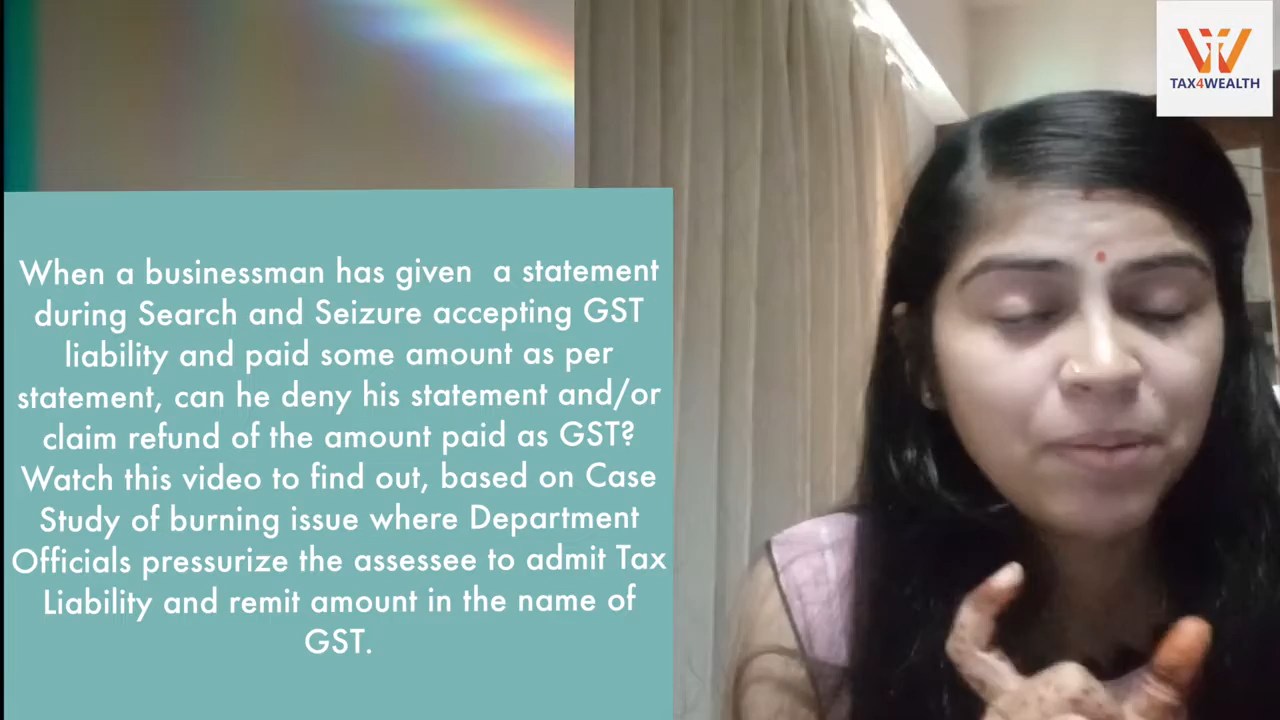 TAX4WEALTH
When a businessman has given a statement
during Search and Seizure accepting GST
liability and paid some amount as per
statement, can he deny his statement and/or
claim refund of the amount paid as GST?
Watch this video to find out, based on Case
Study of burning issue where Department
Officials pressurize the assessee to admit Tax
Liability and remit amount in the name of
GST.